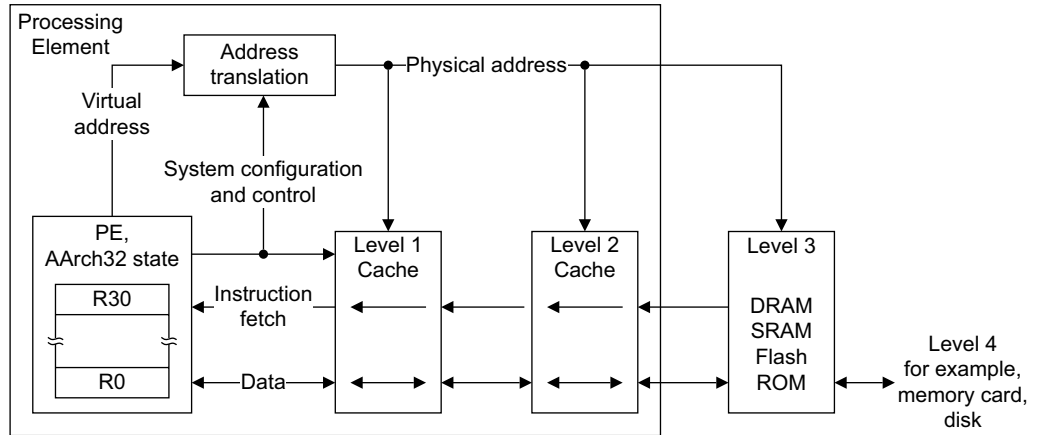 Processing
Element
Address
translation
Physical address
Virtual
address
System configuration
and control
PE,
AArch32 state
R30
R0
Instruction
fetch
Data
Level 1
Cache
Level 2
Cache
Level 3
DRAM
SRAM
Flash
ROM
Level 4
for example,
memory card,
disk